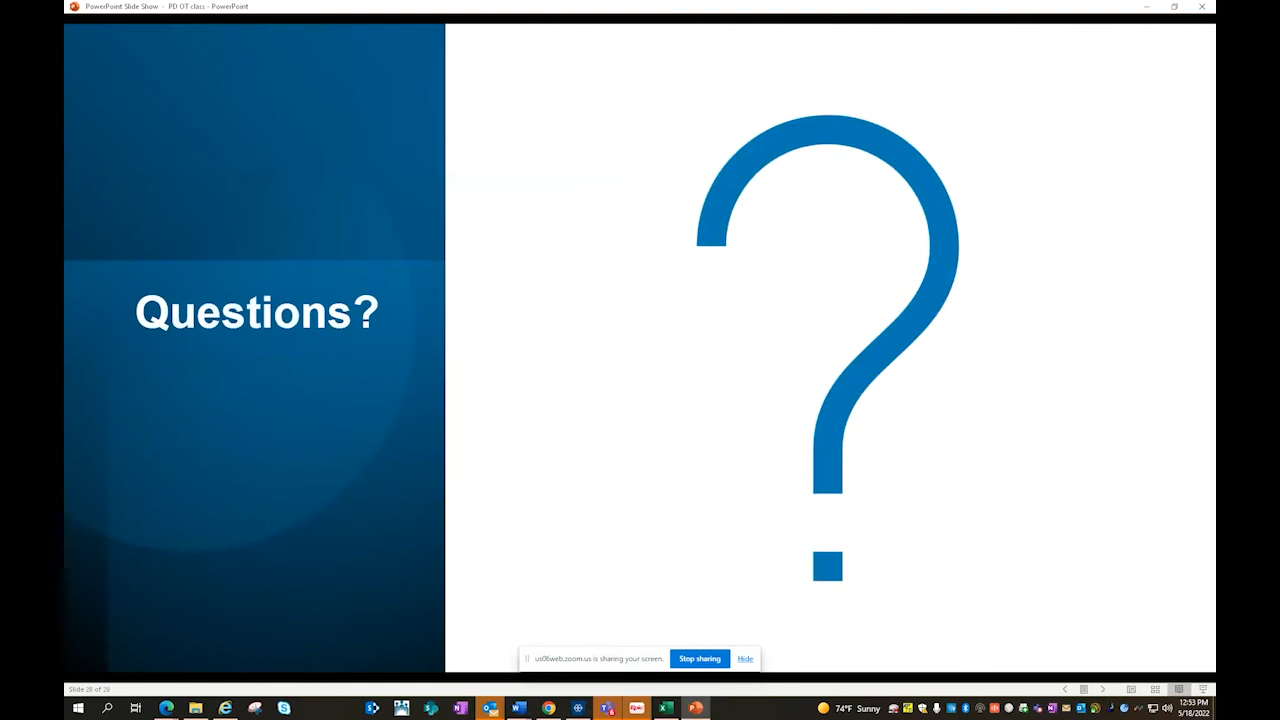 PowerPoint Slide Show - PD OT class - PowerPoint
Questions?
?
us06web.zoom.us is sharing your screen.
Stop sharing
Hide
Slide 28 of 28
74°F Sunny
12:53 PM
5/18/2022